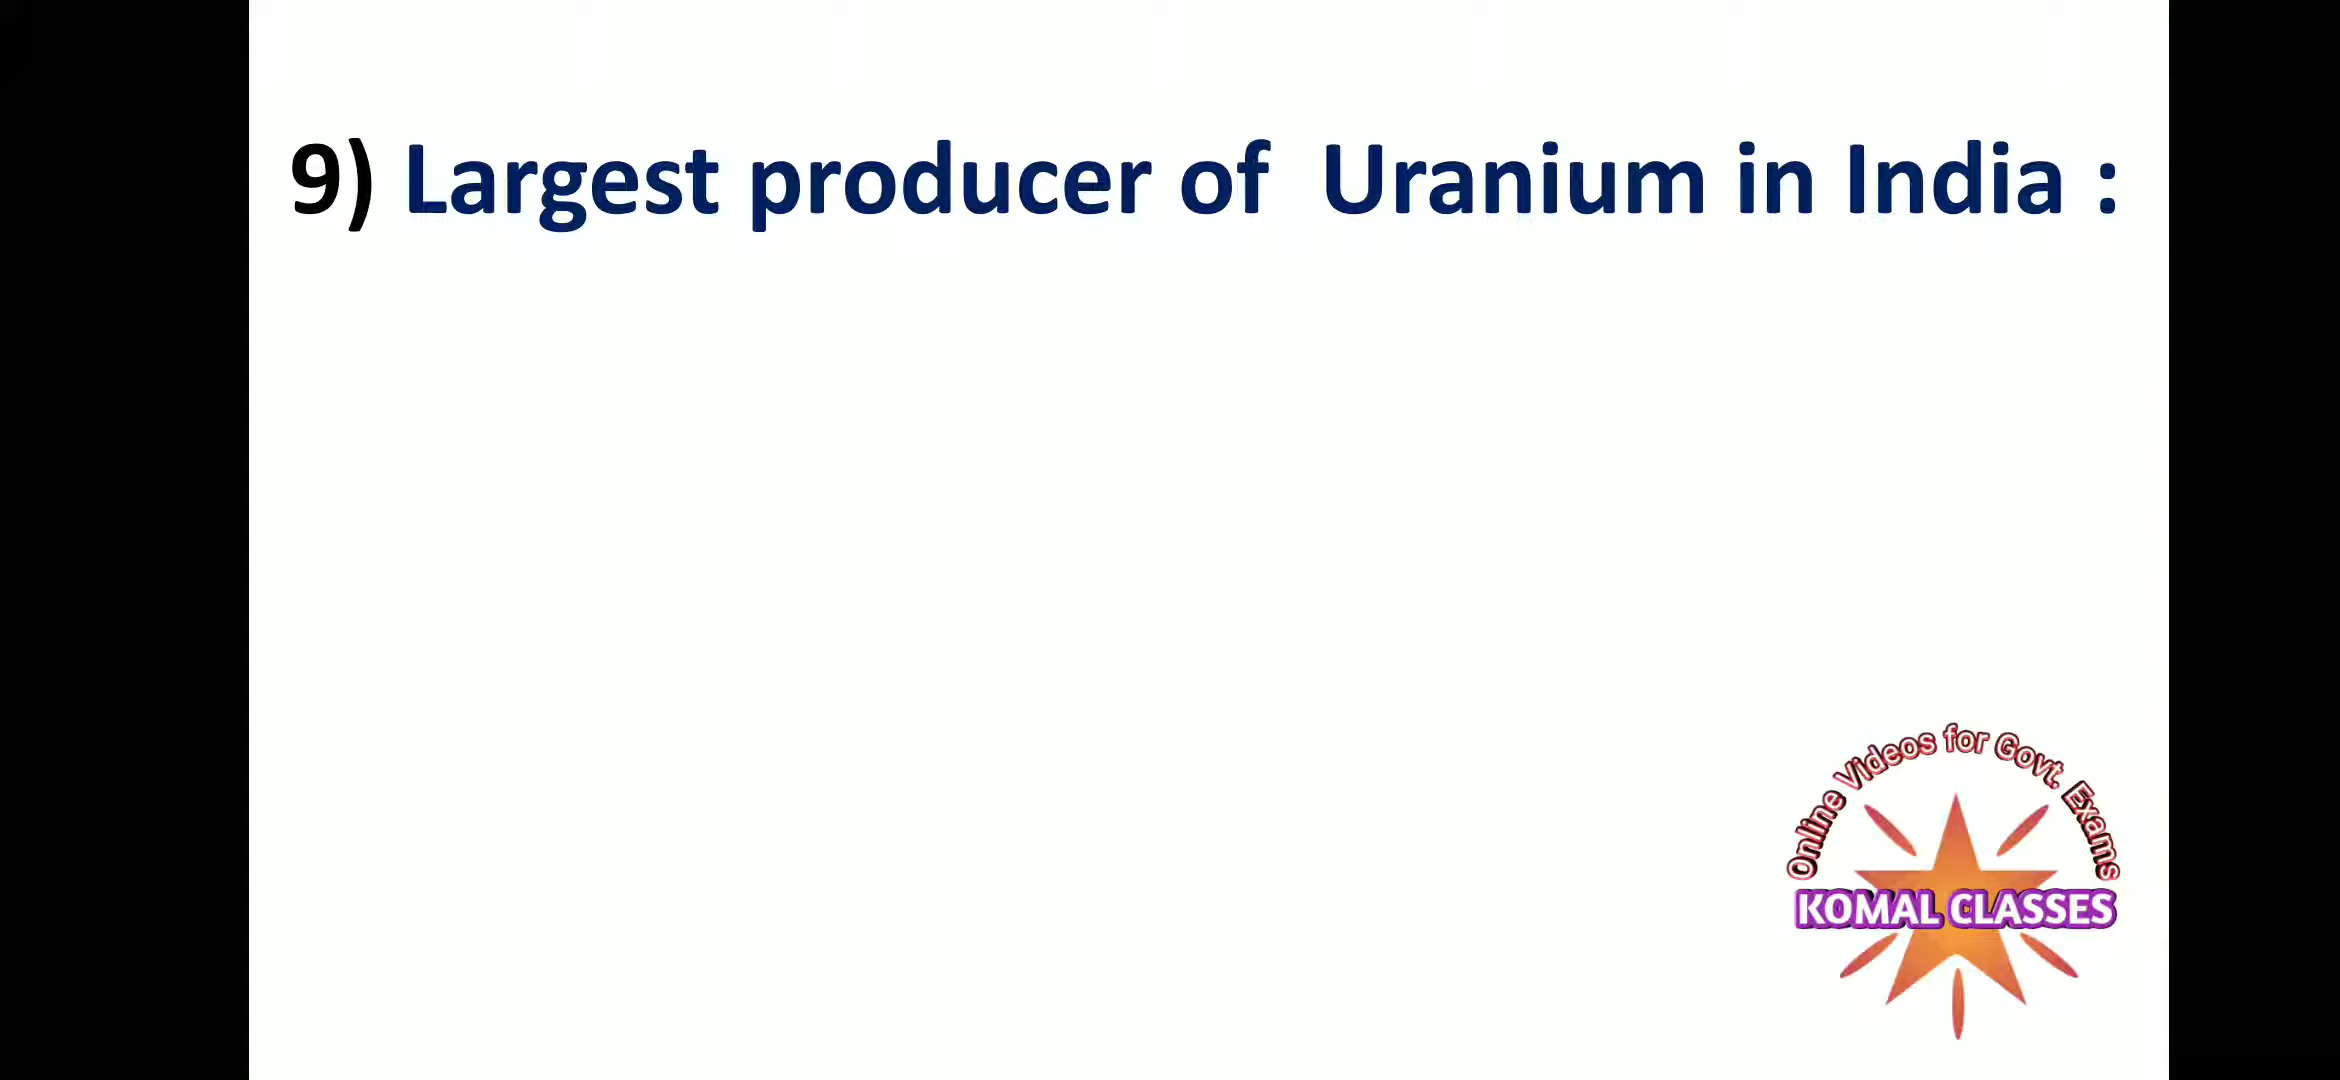 9) Largest producer of  Uranium in India :
Online Videos for Govt. Exams
KOMAL CLASSES